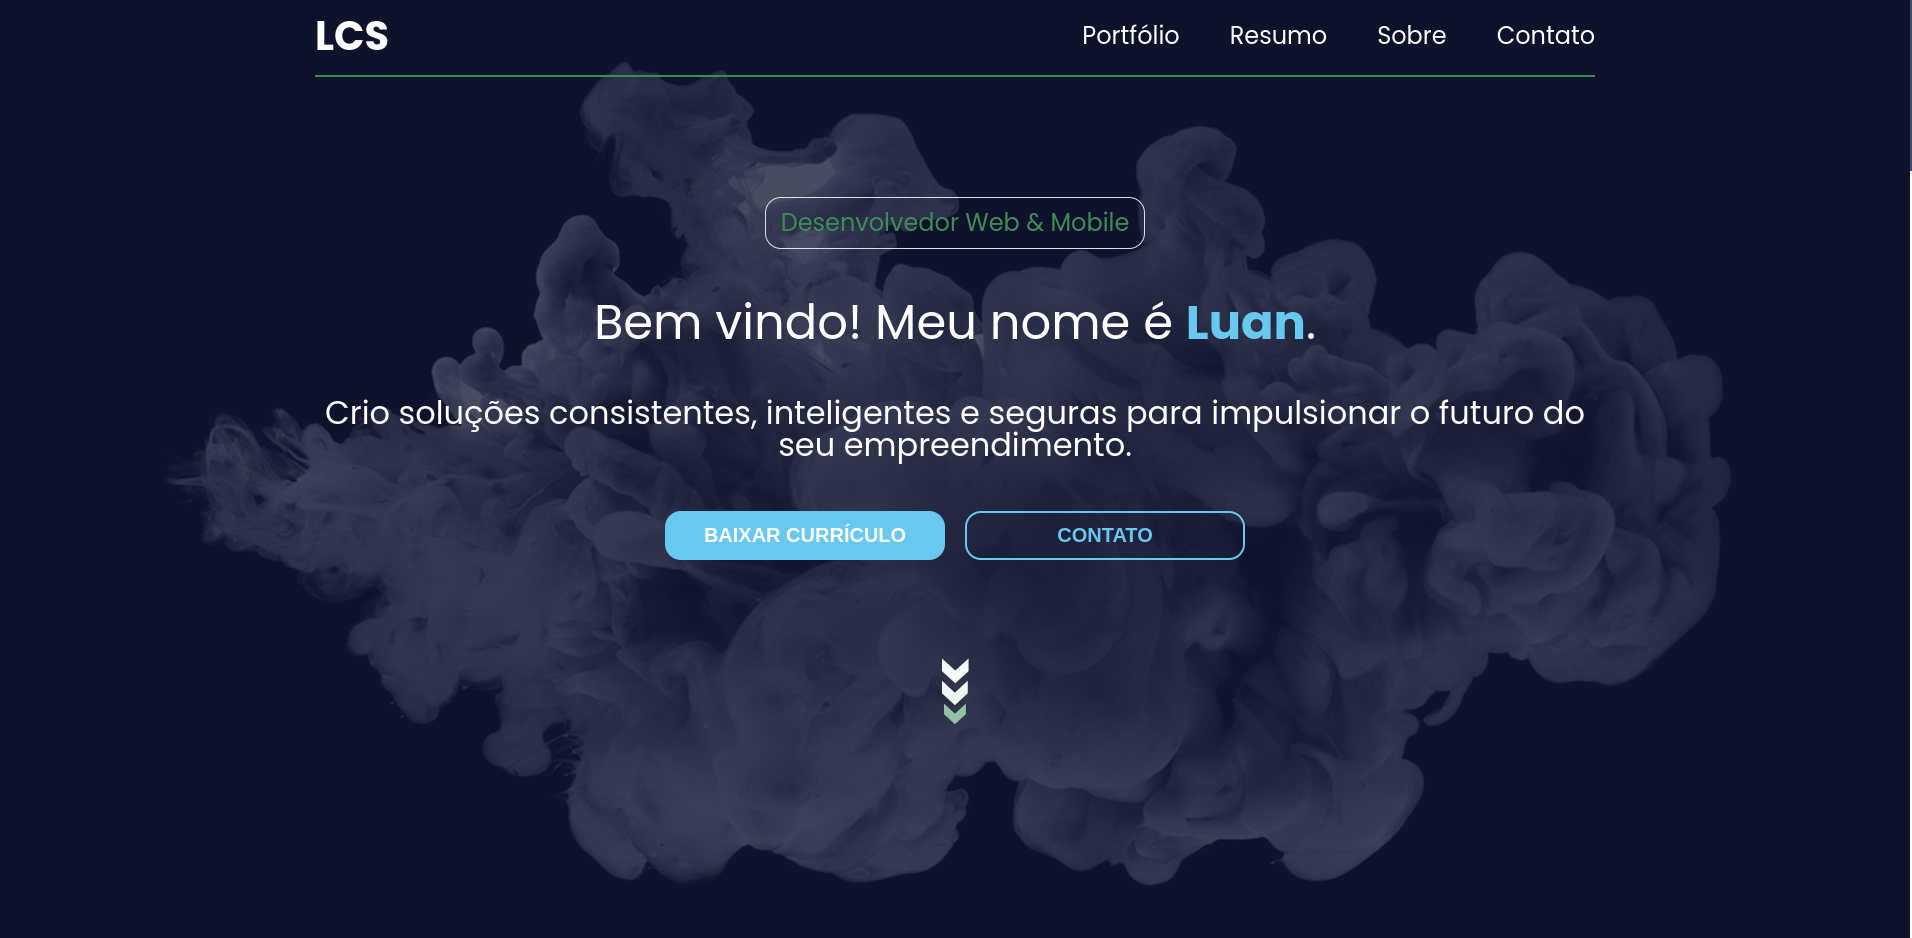 LCS
Portfólio Resumo Sobre Contato
Desenvolvedor Web & Mobile
Bem vindo! Meu nome é Luan.
Crio soluções consistentes, inteligentes e seguras para impulsionar o futuro do
seu empreendimento.
BAIXAR CURRÍCULO CONTATO